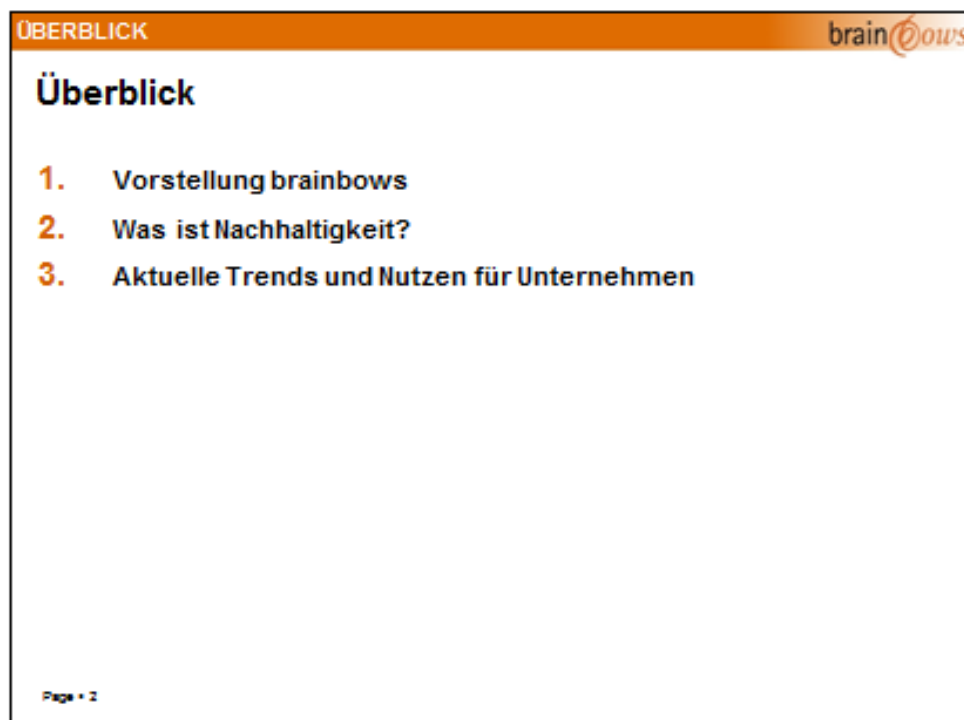 ÜBERBLICK
brainbows
Überblick
1. Vorstellung brainbows
2. Was ist Nachhaltigkeit?
3. Aktuelle Trends und Nutzen für Unternehmen
Page • 2